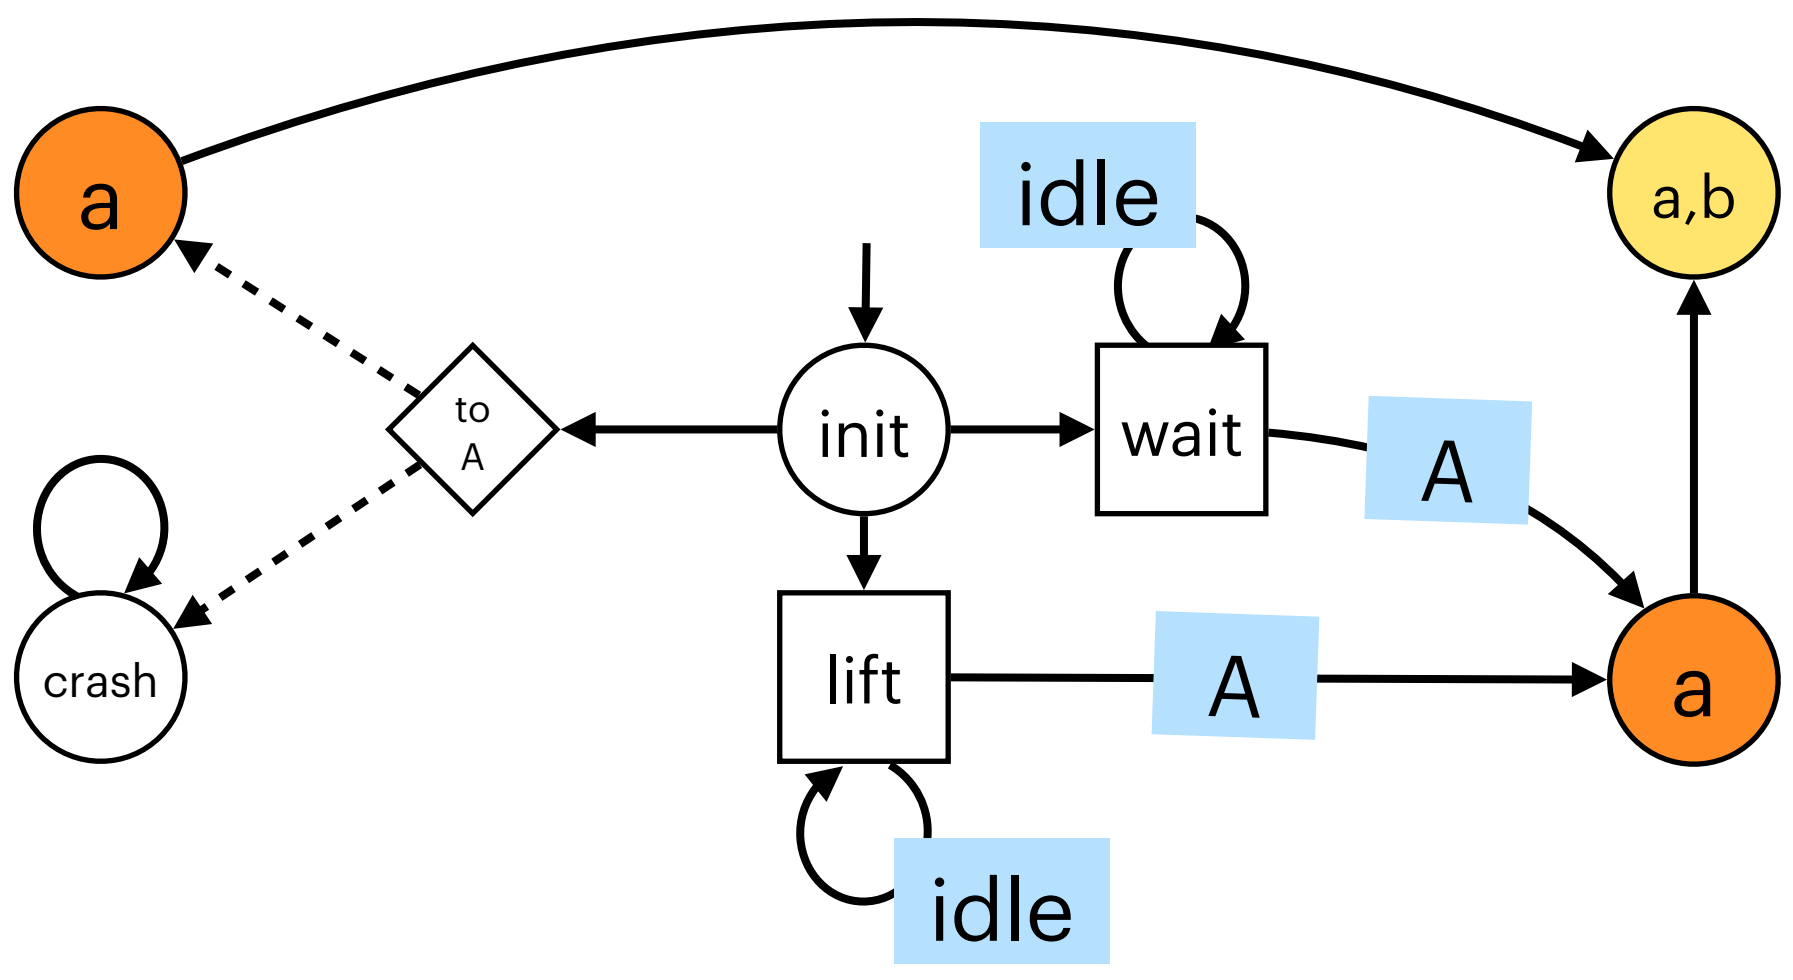 a
idle
a,b
to
A
init
wait
A
crash
lift
A
a
idle